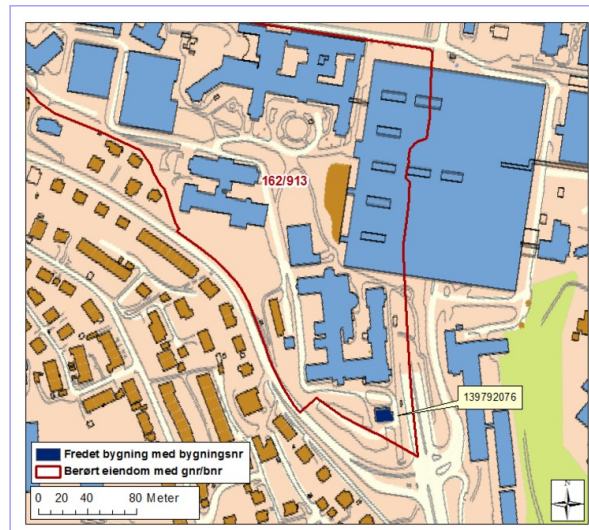 162/913
139792076
Fredet bygning med bygningsnr
Berørt eiendom med gnr/bnr
0 20 40 80 Meter
N